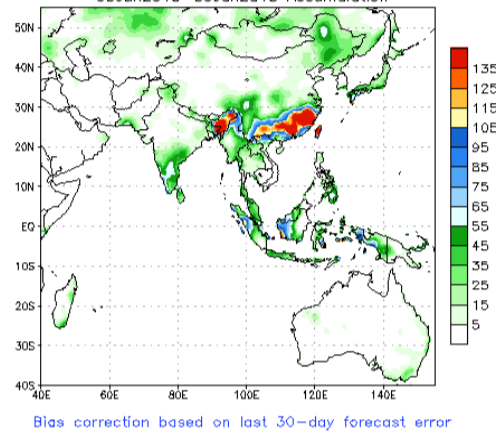 50N
40N
30N
20N
10N
EQ
10S
20S
30S
40S
40E
60E
80E
100E
120E
140E
135
125
115
105
95
85
75
65
55
45
35
25
15
5
Bias correction based on last 30-day forecast error